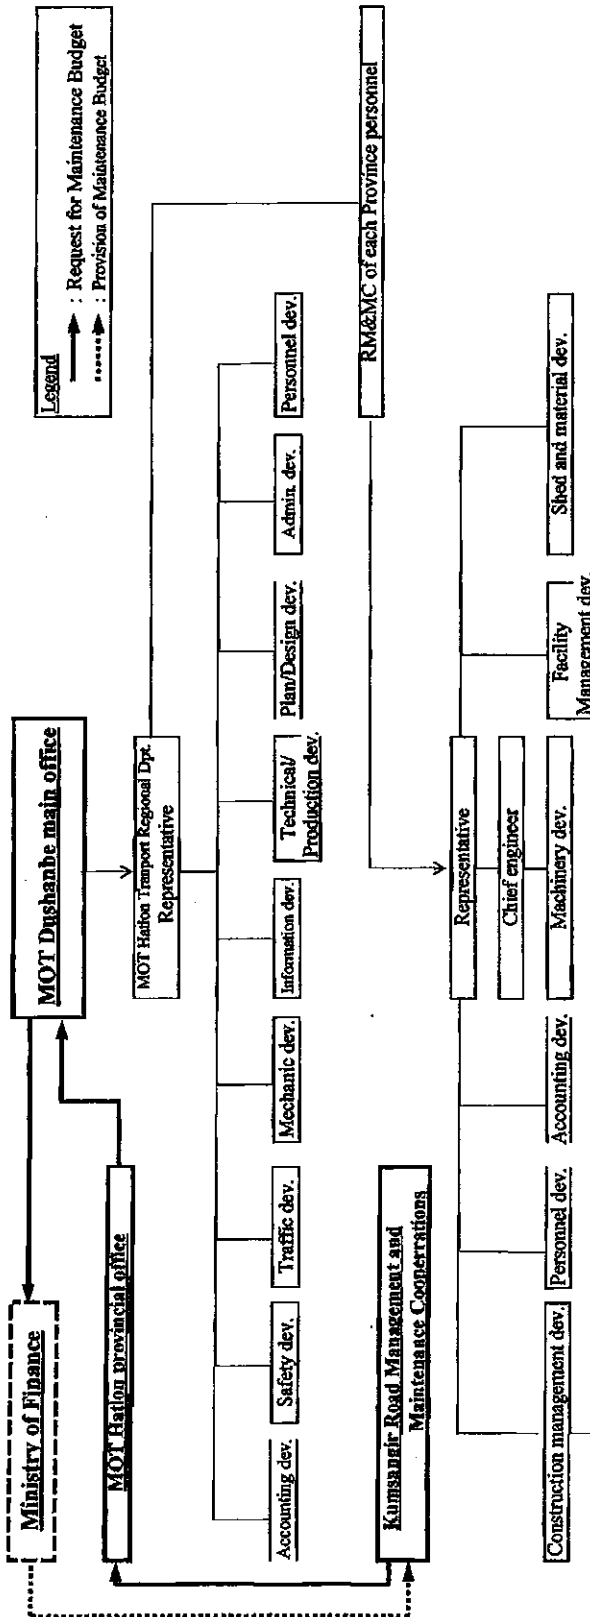 Legend
: Request for Maintenance Budget
: Provision of Maintenance Budget
Ministry of Finance
MOT Dushanbe main office
MOT Hatlon provincial office
MOT Hatlon Tranport Regional Dpt.
Representative
Accounting dev.
Safety dev.
Traffic dev.
Mechanic dev.
Information dev.
Technical/
Production dev.
Plan/Design dev.
Admin. dev.
Personnel dev.
Kumsangir Road Management and
Maintenance Cooperrations
RM&MC of each Province personnel
Representative
Chief engineer
Construction management dev.
Personnel dev.
Accounting dev.
Machinery dev.
Facility
Management dev.
Shed and material dev.